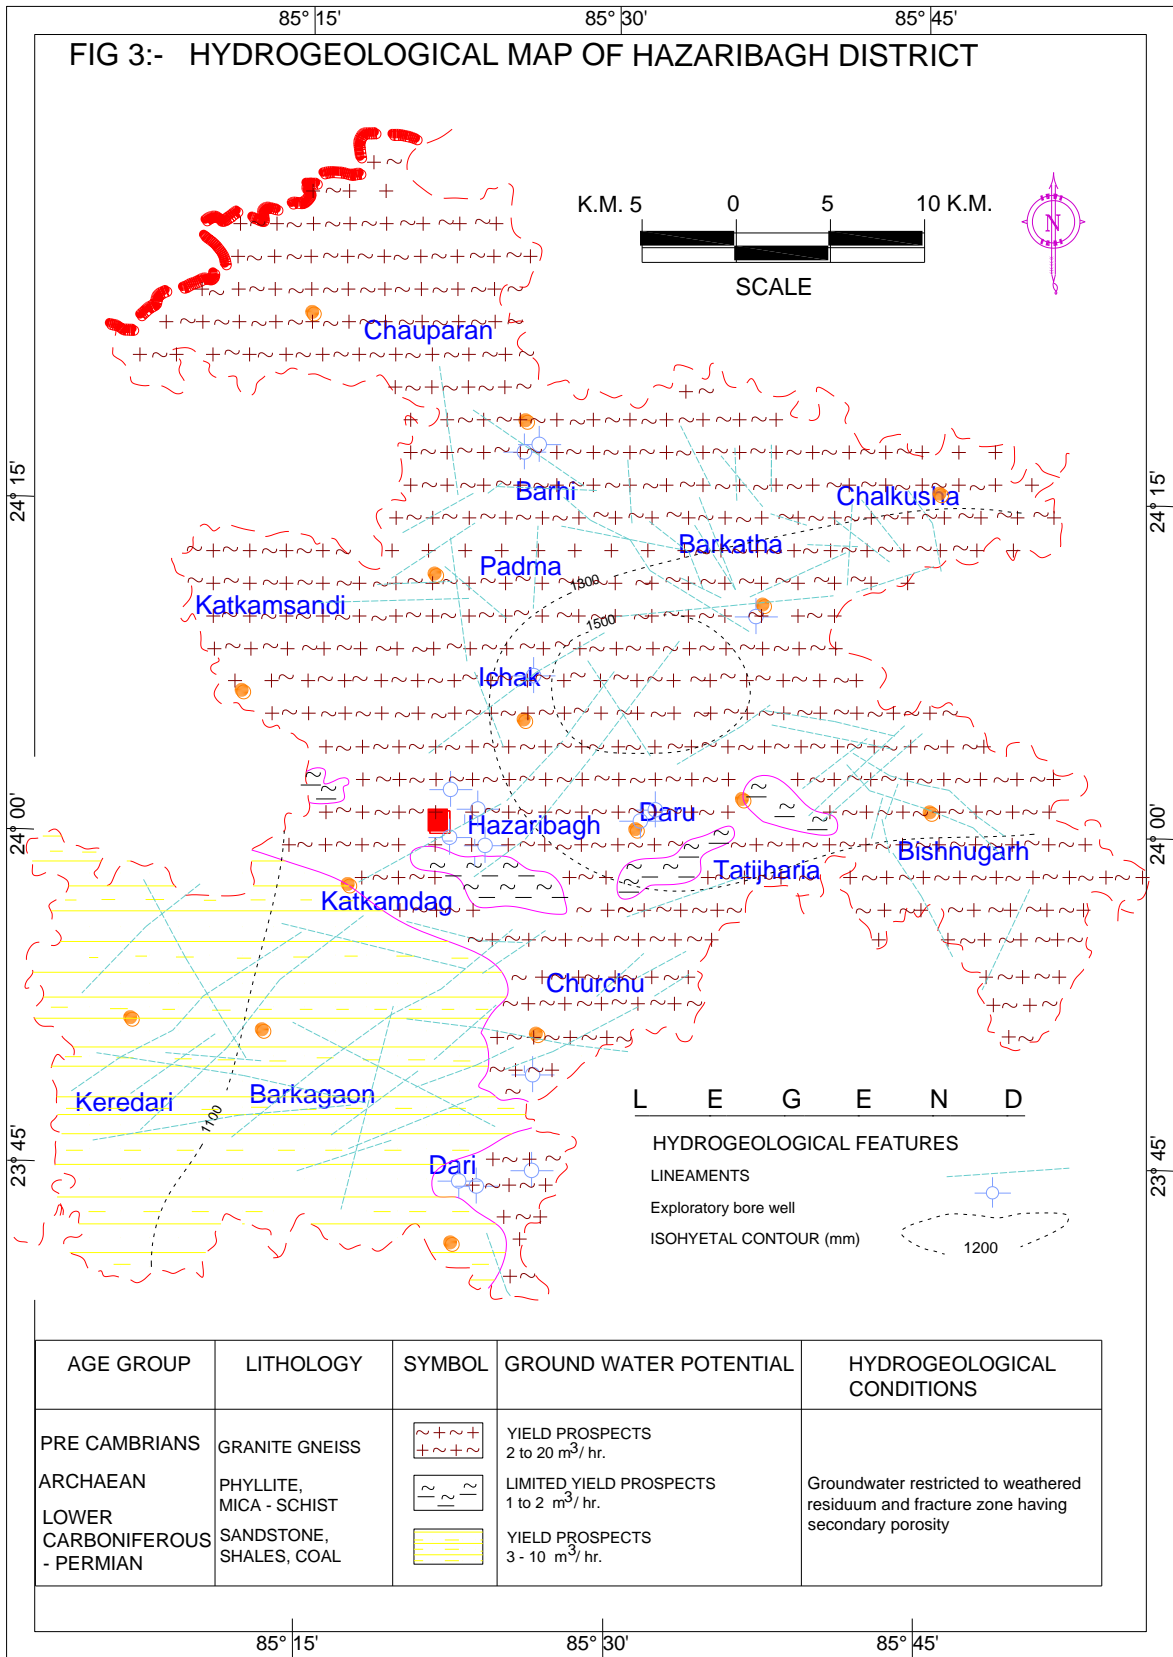 85° 15' 85° 30' 85° 45'
FIG 3:- HYDROGEOLOGICAL MAP OF HAZARIBAGH DISTRICT
K.M. 5 0 5 10 K.M.
SCALE
N
Chauparan
24° 15'
24° 15'
Barhi
Chalkusha
Barkatha
Padma
1300
Katkamsandi
1500
Ichak
24° 00'
24° 00'
Hazaribagh
Daru
Bishnugarh
Tatijharia
Katkamdag
Churchu
Keredari
Barkagaon
1100
Dari
23° 45'
23° 45'
L E G E N D
HYDROGEOLOGICAL FEATURES
LINEAMENTS
Exploratory bore well
ISOHYETAL CONTOUR (mm)
1200
AGE GROUP LITHOLOGY SYMBOL GROUND WATER POTENTIAL HYDROGEOLOGICAL
CONDITIONS
PRE CAMBRIANS GRANITE GNEISS YIELD PROSPECTS
2 to 20 m³/ hr.
ARCHAEAN PHYLLITE,
MICA - SCHIST
LIMITED YIELD PROSPECTS
1 to 2 m³/ hr.
LOWER
CARBONIFEROUS
- PERMIAN
SANDSTONE,
SHALES, COAL
YIELD PROSPECTS
3 - 10 m³/ hr.
Groundwater restricted to weathered
residuum and fracture zone having
secondary porosity
85° 15' 85° 30' 85° 45'